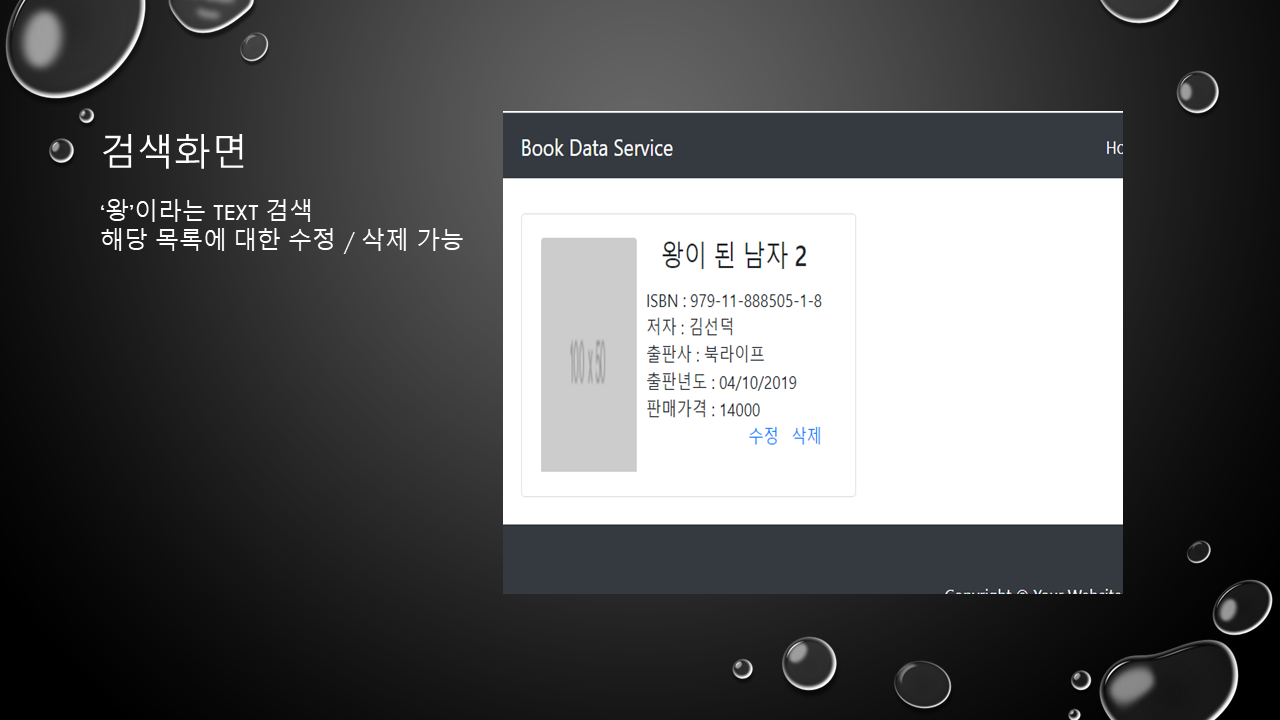 검색화면
‘왕’이라는 TEXT 검색
해당 목록에 대한 수정 / 삭제 가능
Book Data Service
Ho
왕이 된 남자 2
100 x 50
ISBN : 979-11-888505-1-8
저자 : 김선덕
출판사 : 북라이프
출판년도 : 04/10/2019
판매가격 : 14000
수정 삭제
Copyright © Your Website